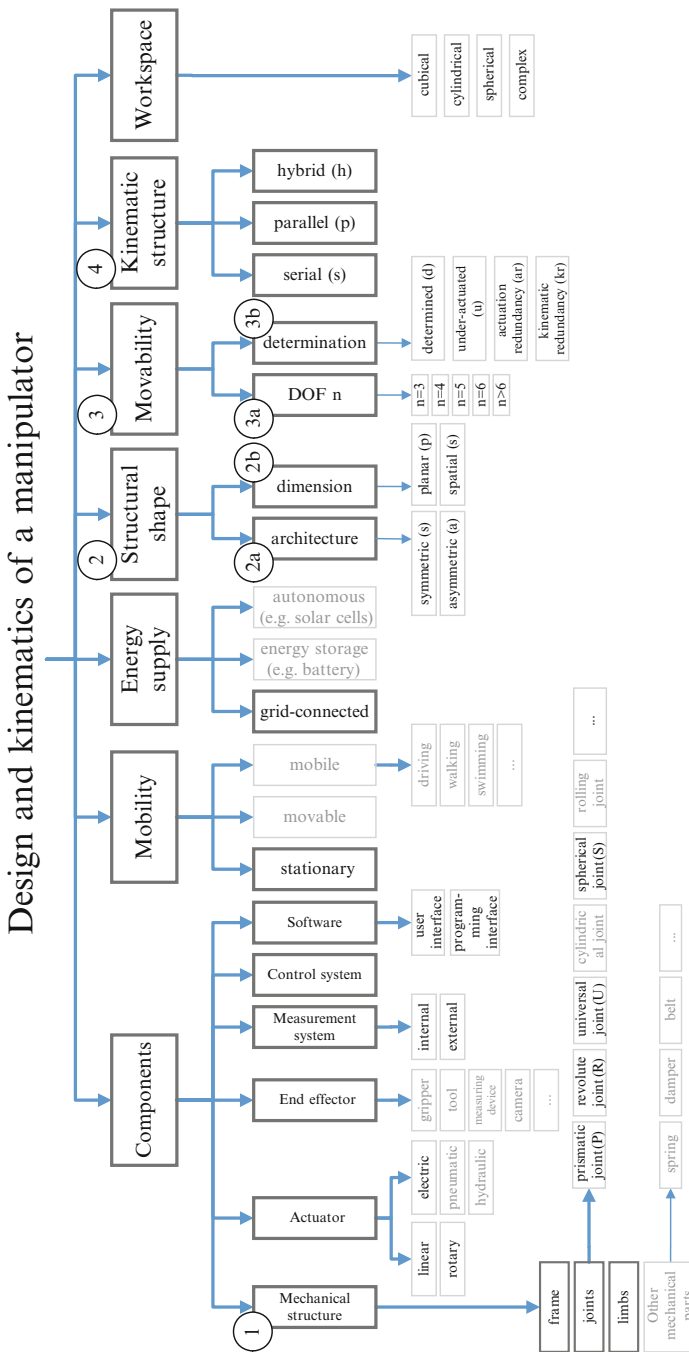 Design and kinematics of a manipulator
Components
Mobility
Energy
supply
2
Structural
shape
3
Movability
4
Kinematic
structure
Workspace
1
Mechanical
structure
Actuator
End effector
Measurement
system
Control system
Software
stationary
movable
mobile
grid-connected
energy storage
(e.g. battery)
autonomous
(e.g. solar cells)
2a
architecture
2b
dimension
3a
DOF n
3b
determination
serial (s)
parallel (p)
hybrid (h)
linear
rotary
electric
pneumatic
hydraulic
gripper
tool
measuring
device
camera
...
internal
external
user
interface
program-
ming
interface
driving
walking
swimming
...
symmetric (s)
asymmetric (a)
planar (p)
spatial (s)
n=3
n=4
n=5
n=6
n>6
determined (d)
under-actuated
(u)
actuation
redundancy (ar)
kinematic
redundancy (kr)
cubical
cylindrical
spherical
complex
frame
joints
limbs
Other
mechanical
parts
prismatic
joint (P)
revolute
joint (R)
universal
joint (U)
cylindric
al joint
spherical
joint (S)
rolling
joint
...
spring
damper
belt
...